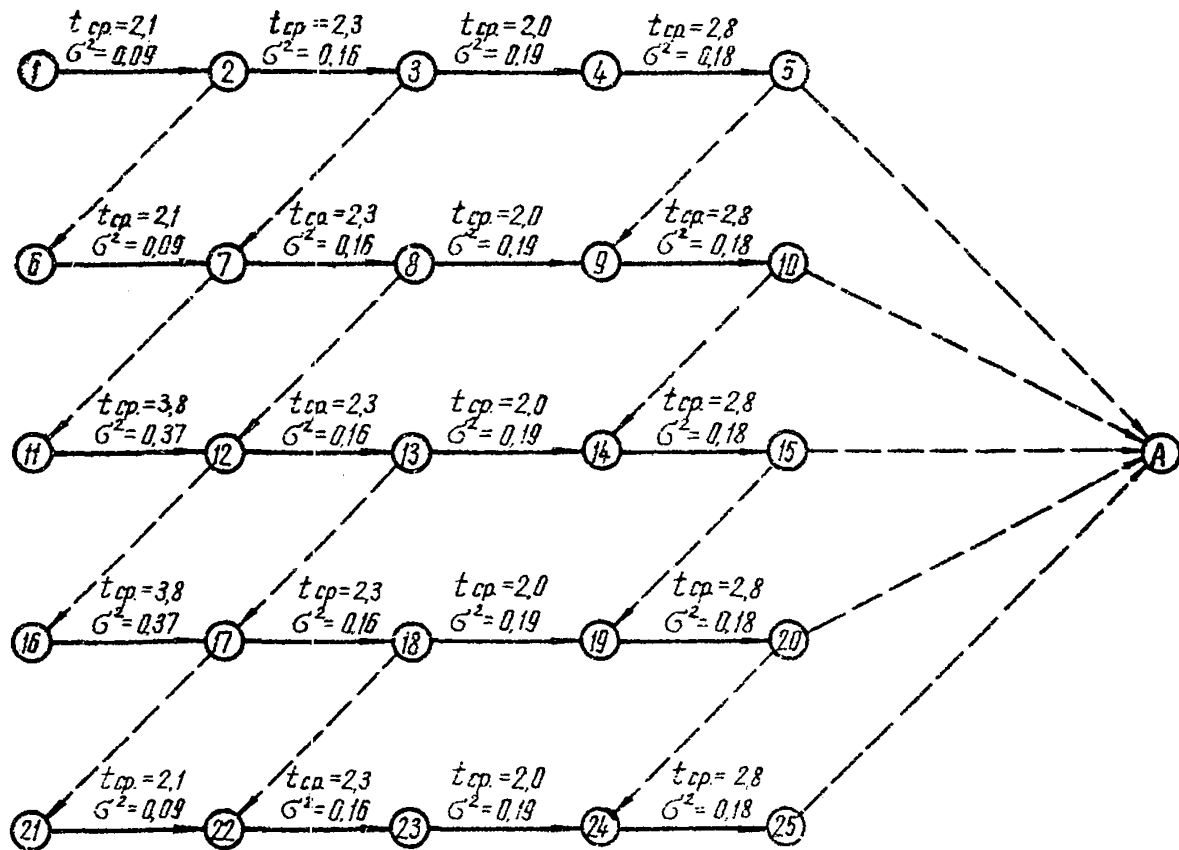 t ср.=2,1 t ср.=2,3 t ср.=2,0 t ср.=2,8
σ²=0,09 σ²=0,16 σ²=0,19 σ²=0,18
1 2 3 4 5
t ср.=2,1 t ср.=2,3 t ср.=2,0 t ср.=2,8
σ²=0,09 σ²=0,16 σ²=0,19 σ²=0,18
6 7 8 9 10
t ср.=3,8 t ср.=2,3 t ср.=2,0 t ср.=2,8
σ²=0,37 σ²=0,16 σ²=0,19 σ²=0,18
11 12 13 14 15 А
t ср.=3,8 t ср=2,3 t ср.=2,0 t ср.=2,8
σ²=0,37 σ²=0,16 σ²=0,19 σ²=0,18
16 17 18 19 20
t ср.=2,1 t ср.=2,3 t ср.=2,0 t ср.=2,8
σ²=0,09 σ²=0,16 σ²=0,19 σ²=0,18
21 22 23 24 25